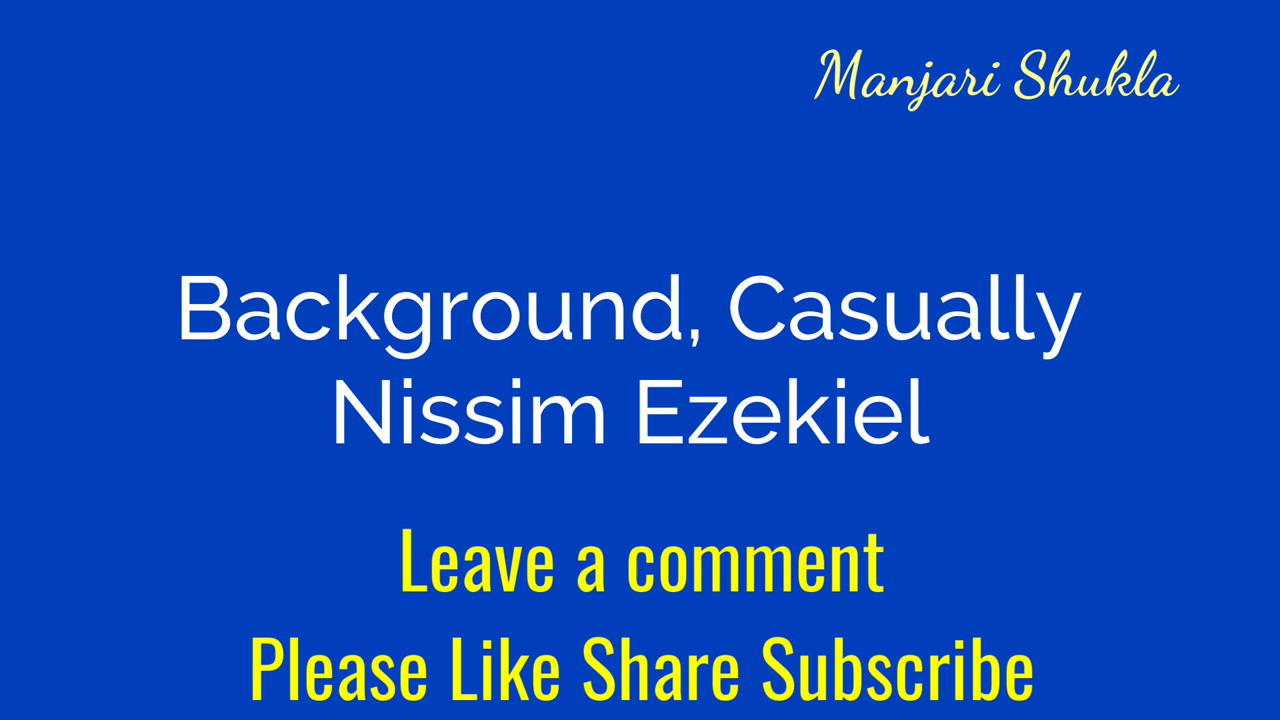 Manjari Shukla
Background, Casually
Nissim Ezekiel
Leave a comment
Please Like Share Subscribe